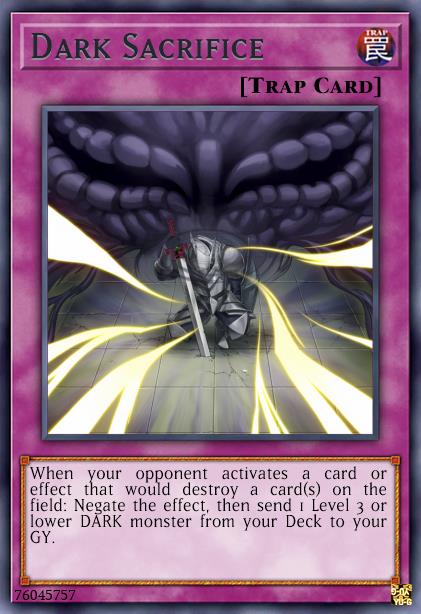 DARK SACRIFICE
TRAP
罠
[TRAP CARD]
When your opponent activates a card or
effect that would destroy a card(s) on the
field: Negate the effect, then send 1 Level 3 or
lower DARK monster from your Deck to your
GY.
76045757